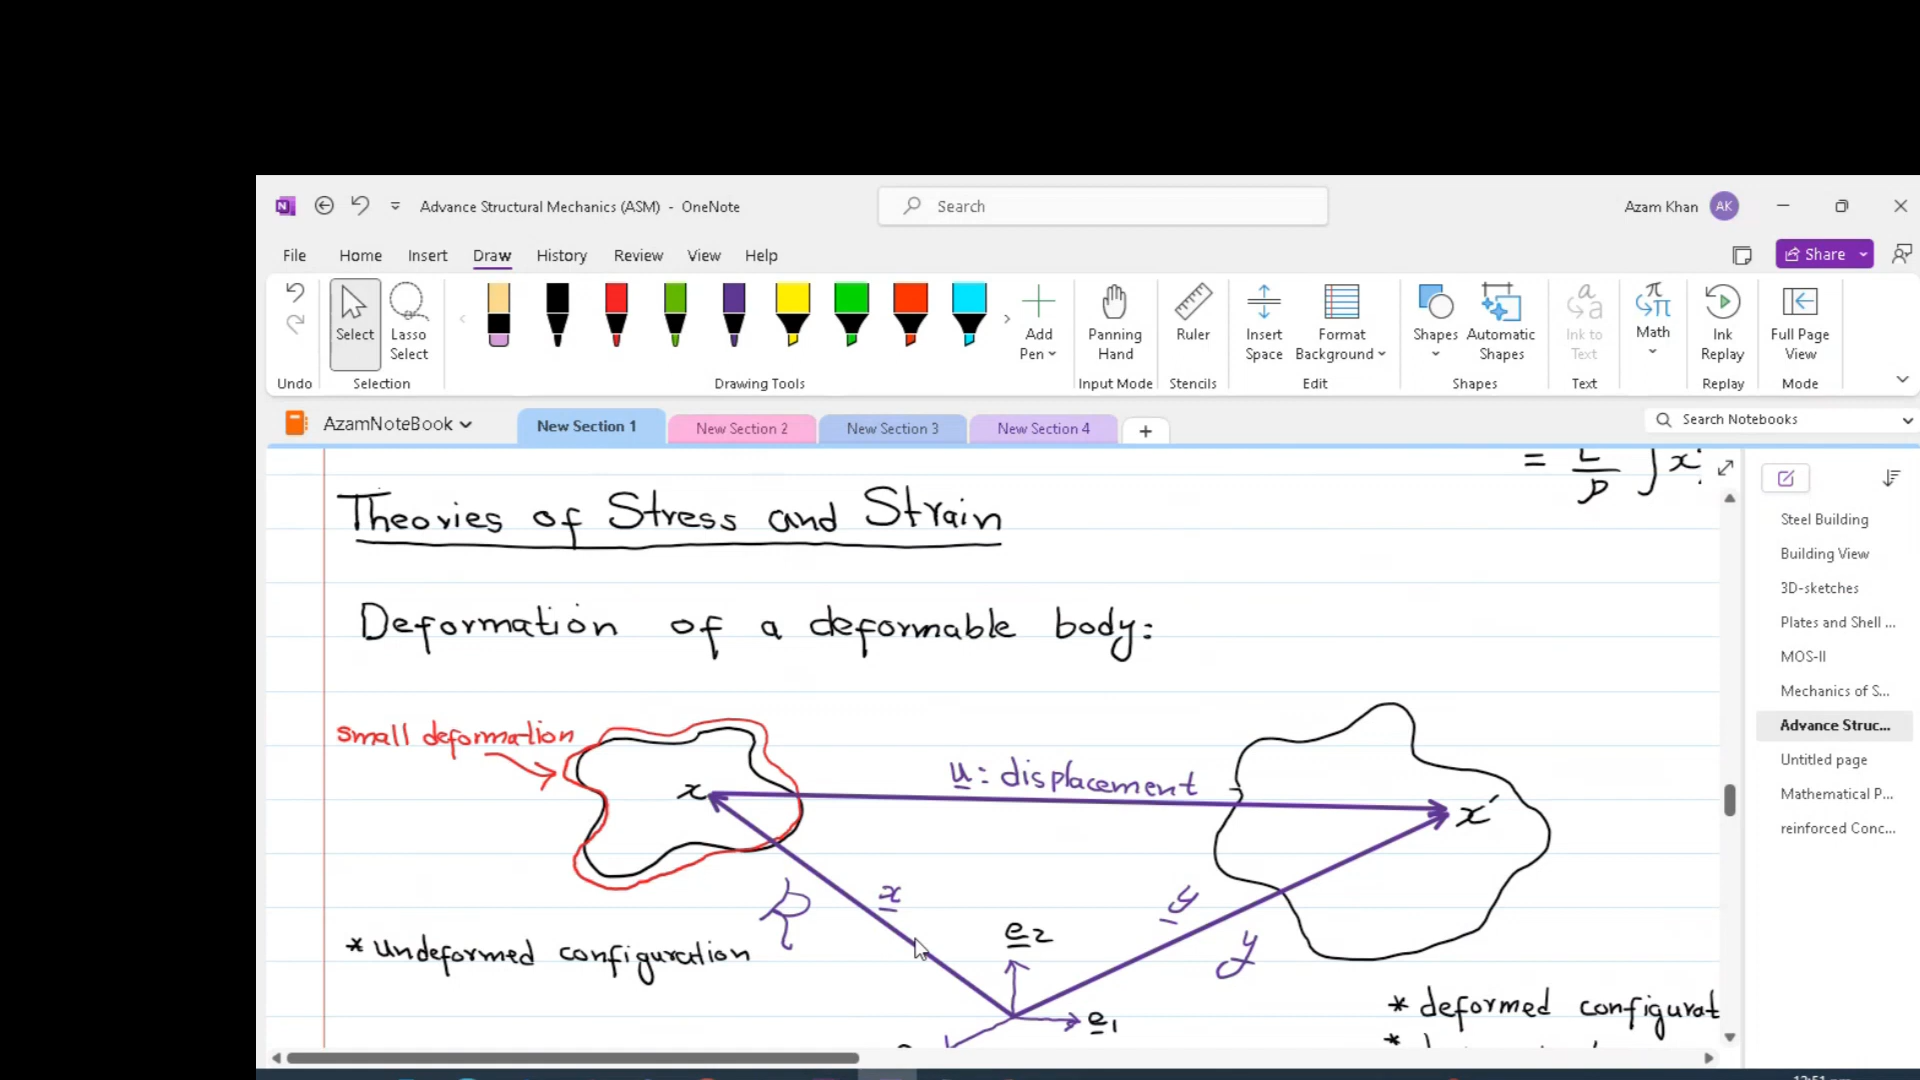 Advance Structural Mechanics (ASM) - OneNote
Search
Azam Khan
AK
File Home Insert Draw History Review View Help
Share
Select
Lasso Select
Add Pen
Panning Hand
Ruler
Insert Space
Format Background
Shapes
Automatic Shapes
Ink to Text
Math
Ink Replay
Full Page View
Undo Selection Drawing Tools Input Mode Stencils Edit Shapes Text Replay Mode
AzamNoteBook
New Section 1 New Section 2 New Section 3 New Section 4 +
Search Notebooks
Steel Building
Building View
3D-sketches
Plates and Shell ...
MOS-II
Mechanics of S...
Advance Struc...
Untitled page
Mathematical P...
reinforced Conc...
Theories of Stress and Strain
Deformation of a deformable body:
small deformation
u: displacement
x
x'
x
y
R
y
e2
e1
* Undeformed configuration
* deformed configurat